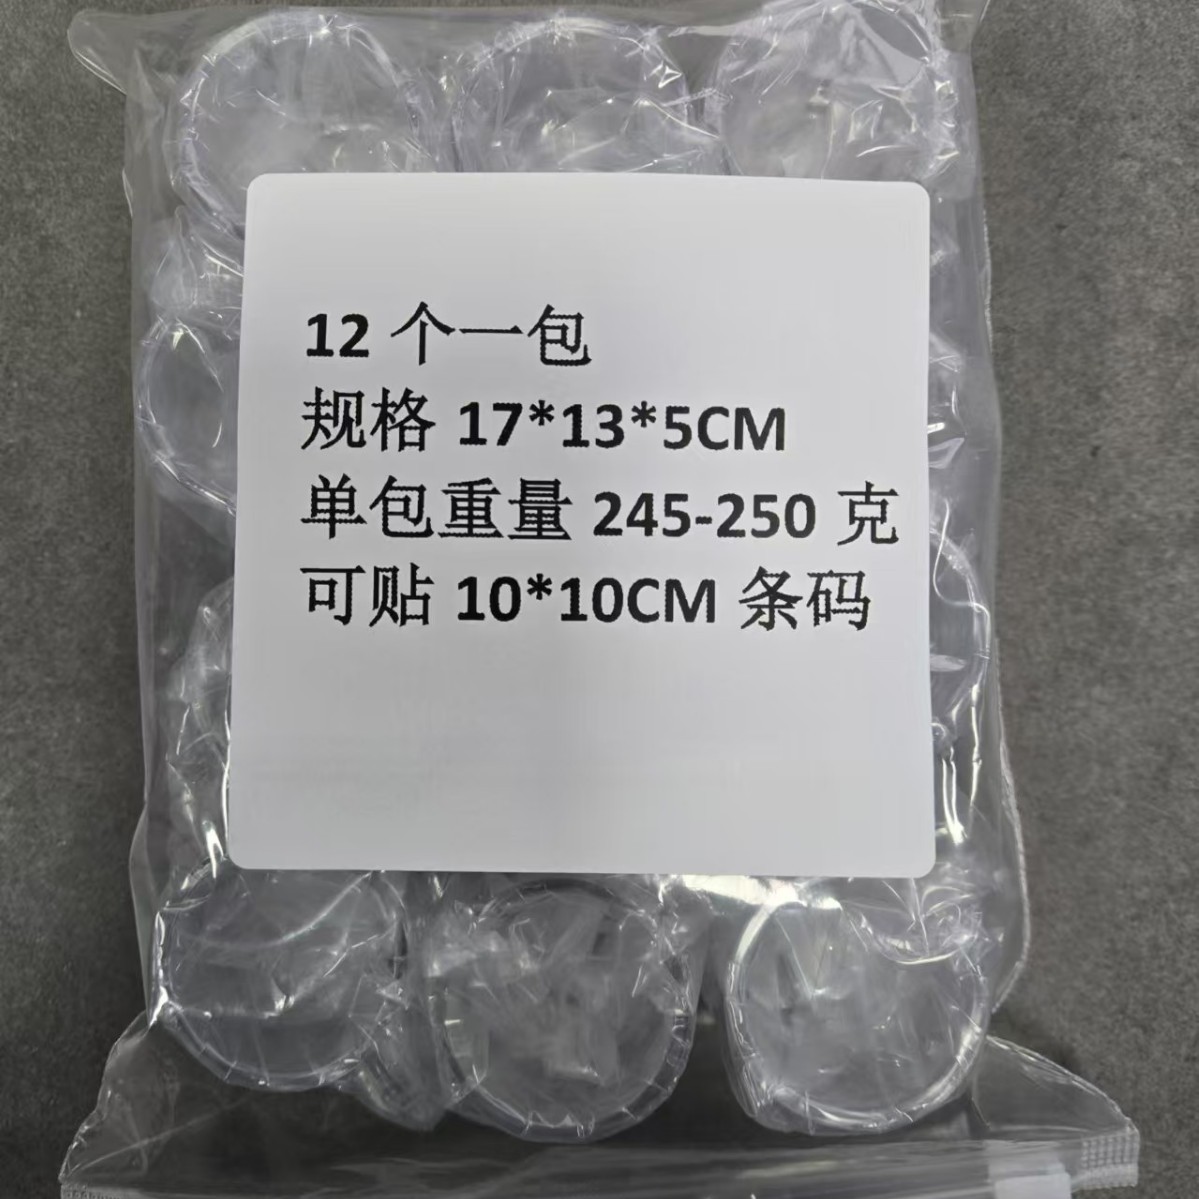 12 个一包
规格 17*13*5CM
单包重量 245-250 克
可贴 10*10CM 条码